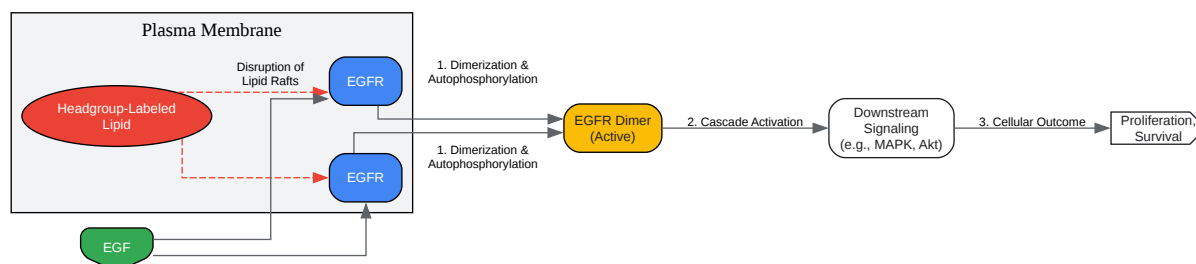 Plasma Membrane
Disruption of
Lipid Rafts
Headgroup-Labeled
Lipid
EGFR
EGFR
EGF
1. Dimerization &
Autophosphorylation
1. Dimerization &
Autophosphorylation
EGFR Dimer
(Active)
2. Cascade Activation
Downstream
Signaling
(e.g., MAPK, Akt)
3. Cellular Outcome
Proliferation,
Survival